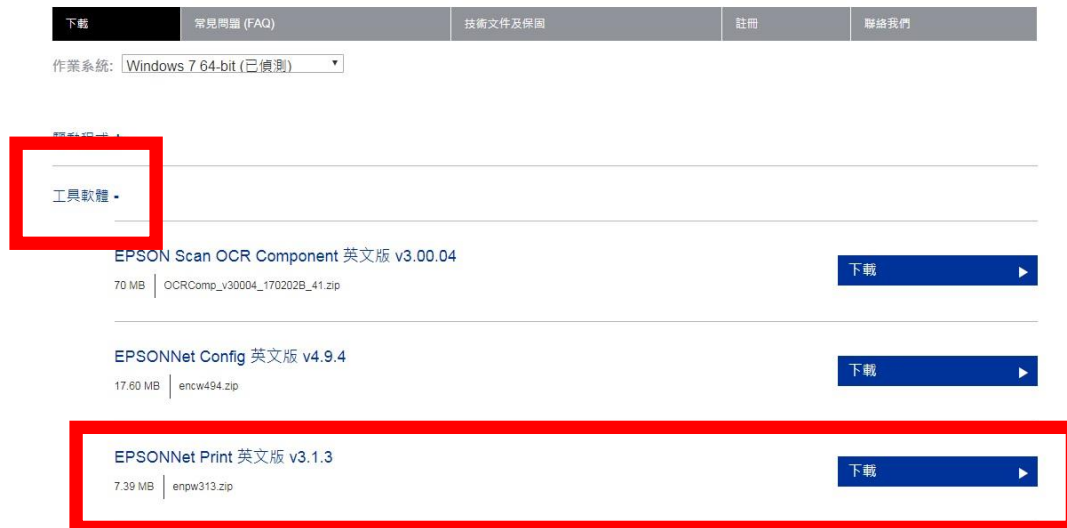 下載 常見問題 (FAQ) 技術文件及保固 註冊 聯絡我們
作業系統: Windows 7 64-bit (已偵測)
工具軟體 -
EPSON Scan OCR Component 英文版 v3.00.04
下載
70 MB OCRComp_v30004_170202B_41.zip
EPSONNet Config 英文版 v4.9.4
下載
17.60 MB encw494.zip
EPSONNet Print 英文版 v3.1.3
下載
7.39 MB enpw313.zip